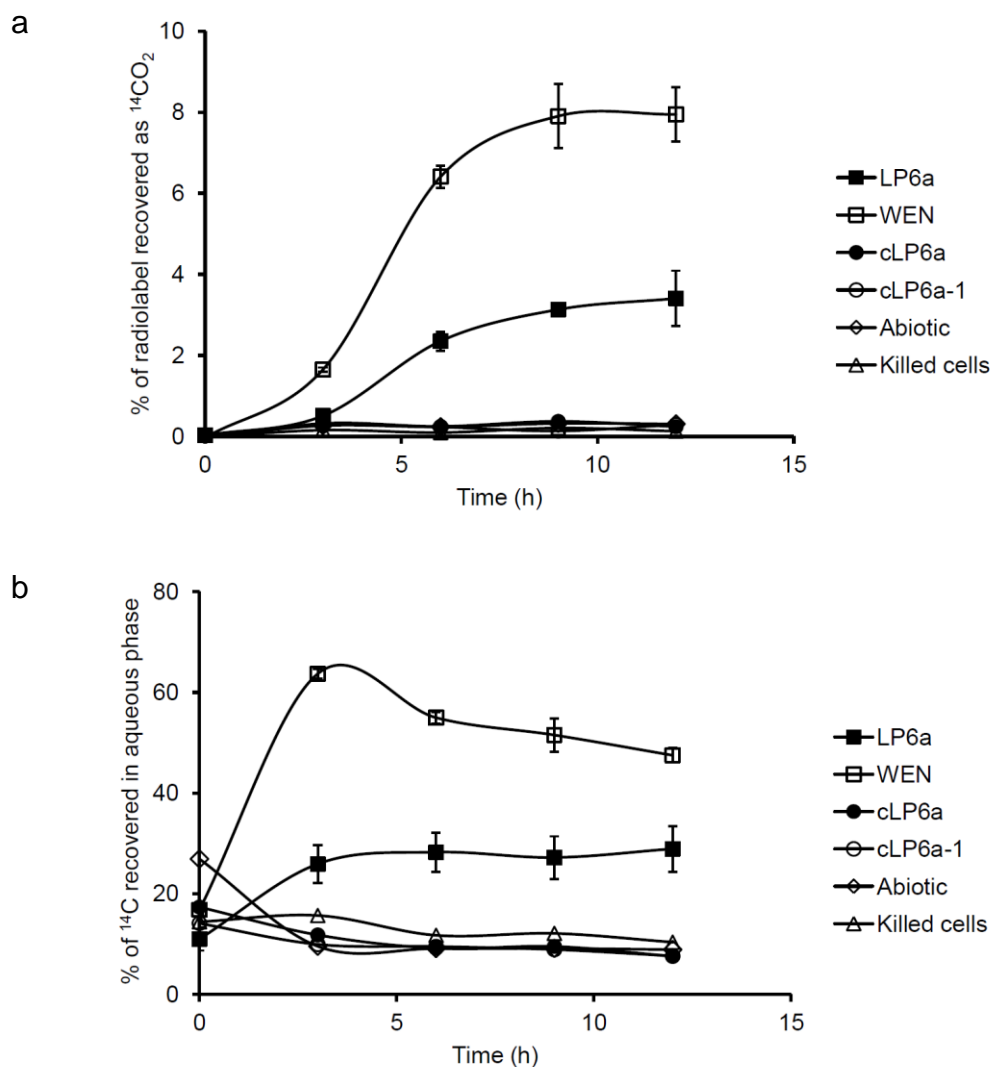 a
% of radiolabel recovered as ¹⁴CO₂
10
8
6
4
2
0
0 5 10 15
Time (h)
LP6a
WEN
cLP6a
cLP6a-1
Abiotic
Killed cells
b
% of ¹⁴C recovered in aqueous phase
80
60
40
20
0
0 5 10 15
Time (h)
LP6a
WEN
cLP6a
cLP6a-1
Abiotic
Killed cells